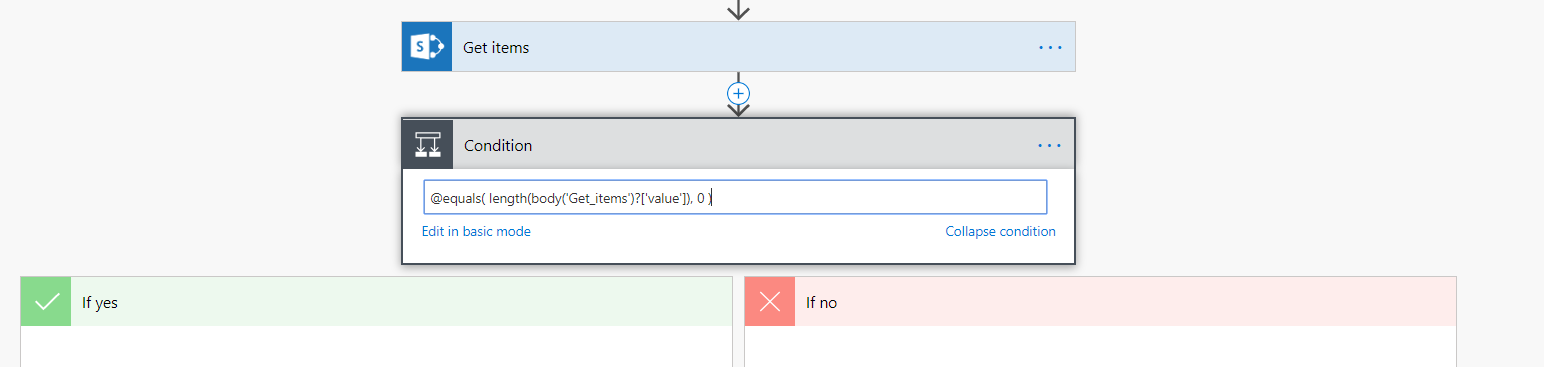 S
Get items
Condition
@equals( length(body('Get_items')?['value']), 0 )
Edit in basic mode
Collapse condition
If yes
If no